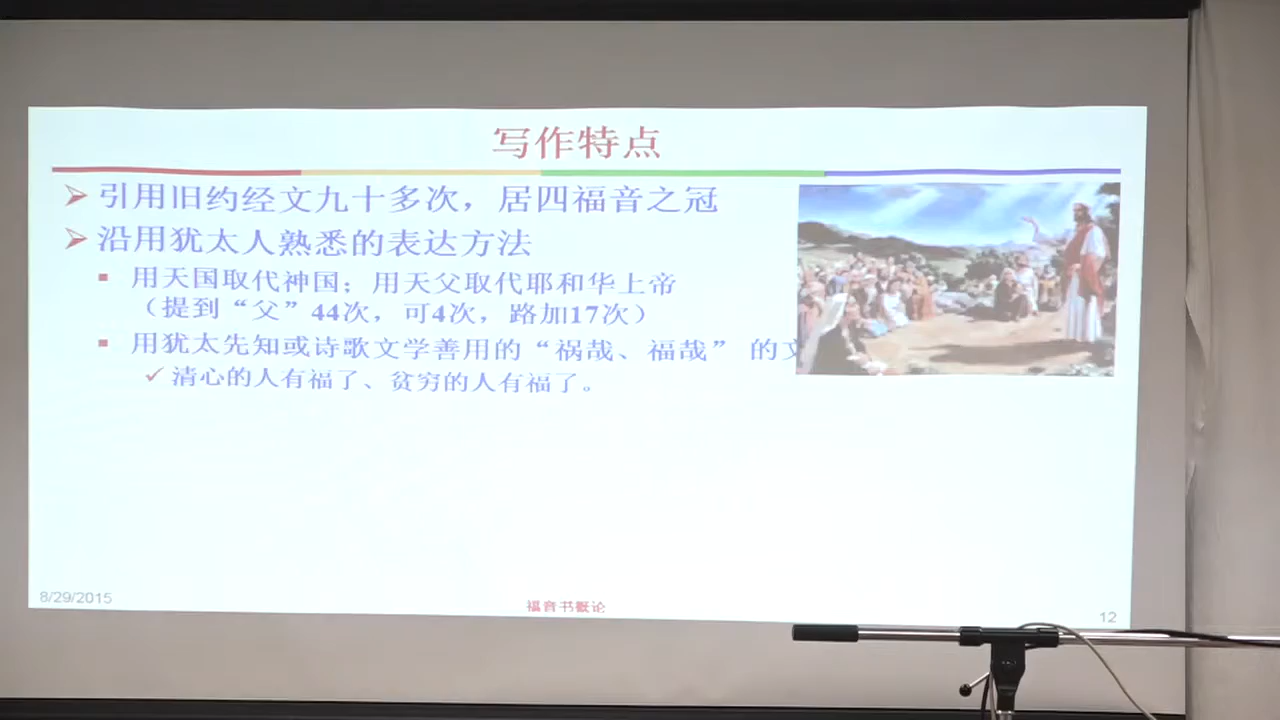 写作特点
引用旧约经文九十多次，居四福音之冠
沿用犹太人熟悉的表达方法
用天国取代神国；用天父取代耶和华上帝
（提到“父”44次，可4次，路加17次）
用犹太先知或诗歌文学善用的“祸哉、福哉” 的
清心的人有福了、贫穷的人有福了。
8/29/2015
福音书概论
12